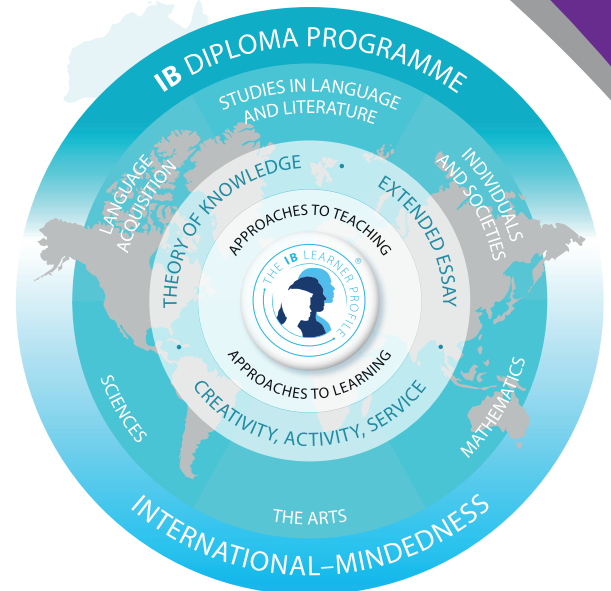 IB DIPLOMA PROGRAMME
STUDIES IN LANGUAGE
AND LITERATURE
LANGUAGE
ACQUISITION
INDIVIDUALS
AND SOCIETIES
THEORY OF KNOWLEDGE
EXTENDED ESSAY
APPROACHES TO TEACHING
THE IB LEARNER PROFILE
®
APPROACHES TO LEARNING
CREATIVITY, ACTIVITY, SERVICE
SCIENCES
MATHEMATICS
THE ARTS
INTERNATIONAL–MINDEDNESS